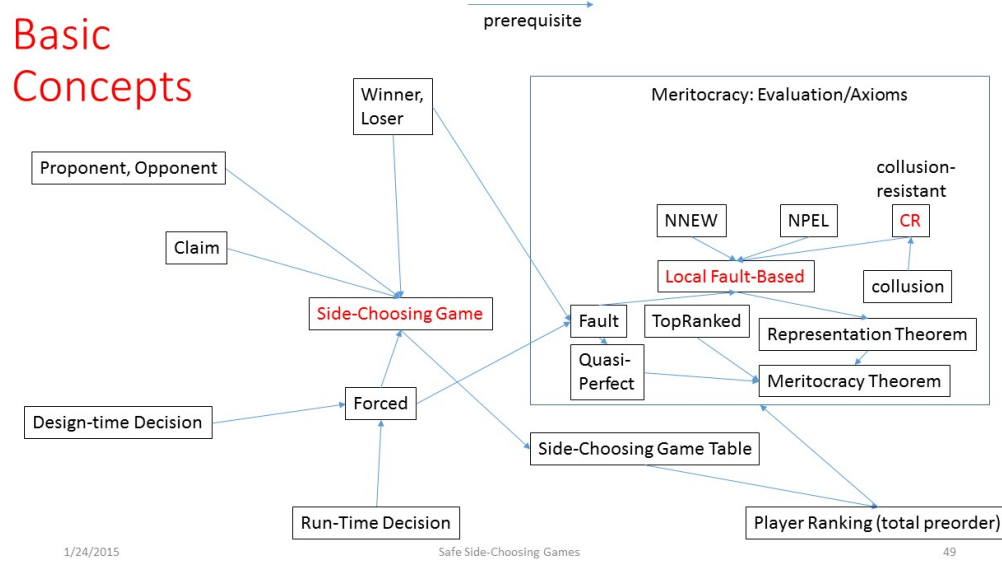 prerequisite
Basic
Concepts
Winner,
Loser
Meritocracy: Evaluation/Axioms
Proponent, Opponent
collusion-
resistant
NNEW
NPEL
CR
Claim
Local Fault-Based
collusion
Side-Choosing Game
Fault
TopRanked
Representation Theorem
Quasi-
Perfect
Meritocracy Theorem
Forced
Design-time Decision
Side-Choosing Game Table
Run-Time Decision
Player Ranking (total preorder)
1/24/2015
Safe Side-Choosing Games
49